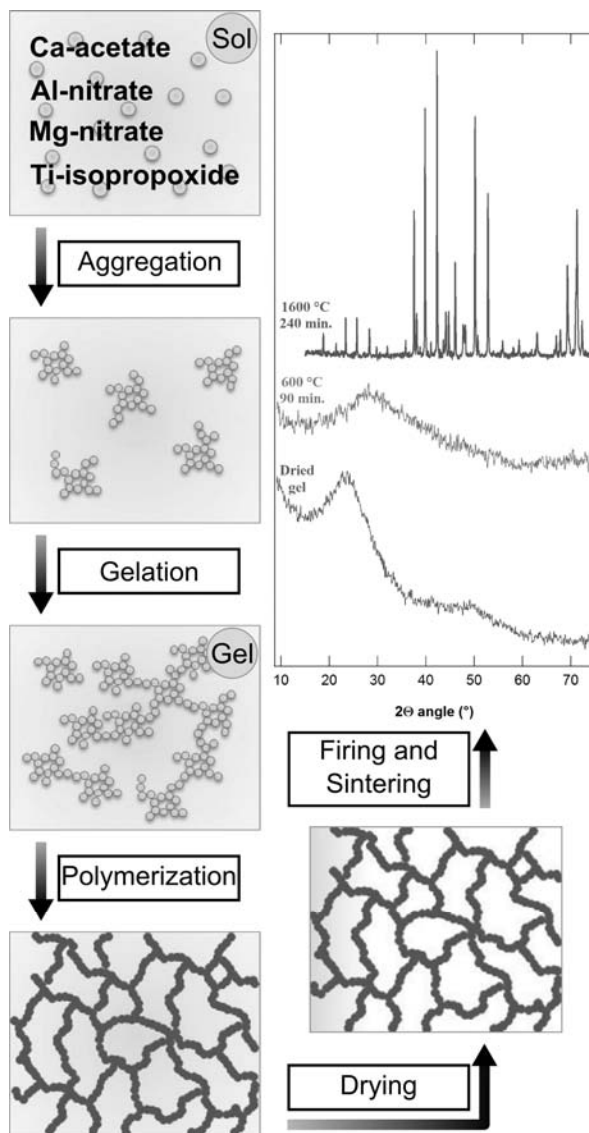 Sol
Ca-acetate
Al-nitrate
Mg-nitrate
Ti-isopropoxide
Aggregation
Gelation
Gel
Polymerization
1600 °C
240 min.
600 °C
90 min.
Dried
gel
10 20 30 40 50 60 70
2Θ angle (°)
Firing and
Sintering
Drying